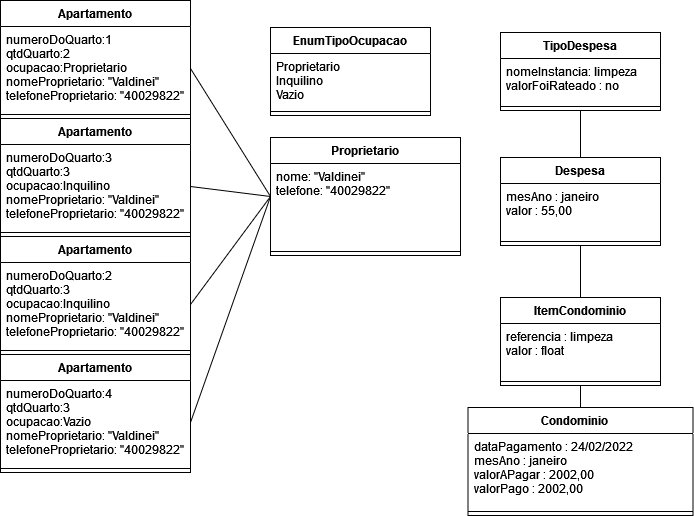 Apartamento
numeroDoQuarto:1
qtdQuarto:2
ocupacao:Proprietario
nomeProprietario: "Valdinei"
telefoneProprietario: "40029822"
Apartamento
numeroDoQuarto:3
qtdQuarto:3
ocupacao:Inquilino
nomeProprietario: "Valdinei"
telefoneProprietario: "40029822"
Apartamento
numeroDoQuarto:2
qtdQuarto:3
ocupacao:Inquilino
nomeProprietario: "Valdinei"
telefoneProprietario: "40029822"
Apartamento
numeroDoQuarto:4
qtdQuarto:3
ocupacao:Vazio
nomeProprietario: "Valdinei"
telefoneProprietario: "40029822"
EnumTipoOcupacao
Proprietario
Inquilino
Vazio
Proprietario
nome: "Valdinei"
telefone: "40029822"
TipoDespesa
nomeInstancia: limpeza
valorFoiRateado : no
Despesa
mesAno : janeiro
valor : 55,00
ItemCondominio
referencia : limpeza
valor : float
Condominio
dataPagamento : 24/02/2022
mesAno : janeiro
valorAPagar : 2002,00
valorPago : 2002,00